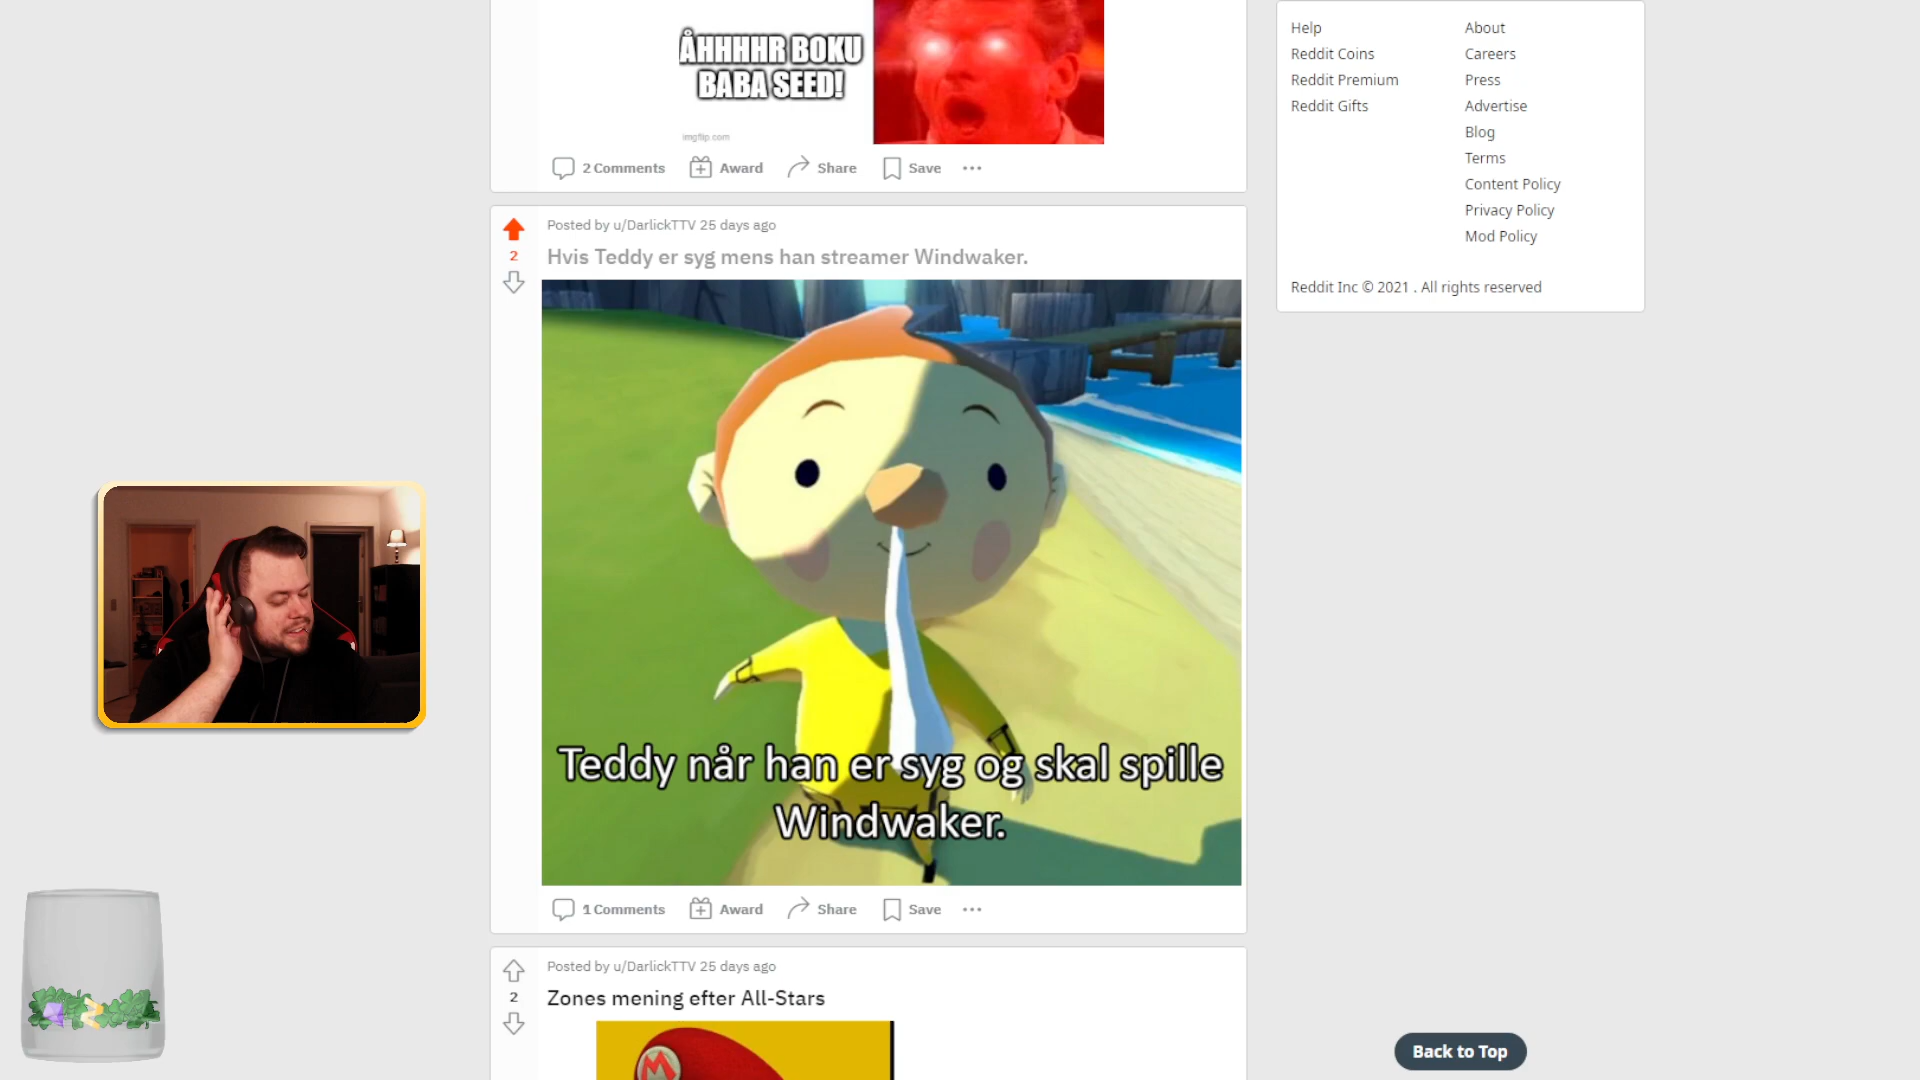 ÅHHHHR BOKU
BABA SEED!
imgflip.com
2 Comments
Award
Share
Save
Posted by u/DarlickTTV 25 days ago
2
Hvis Teddy er syg mens han streamer Windwaker.
Teddy når han er syg og skal spille
Windwaker.
1 Comments
Award
Share
Save
Posted by u/DarlickTTV 25 days ago
2
Zones mening efter All-Stars
M
Help
Reddit Coins
Reddit Premium
Reddit Gifts
About
Careers
Press
Advertise
Blog
Terms
Content Policy
Privacy Policy
Mod Policy
Reddit Inc © 2021 . All rights reserved
Back to Top